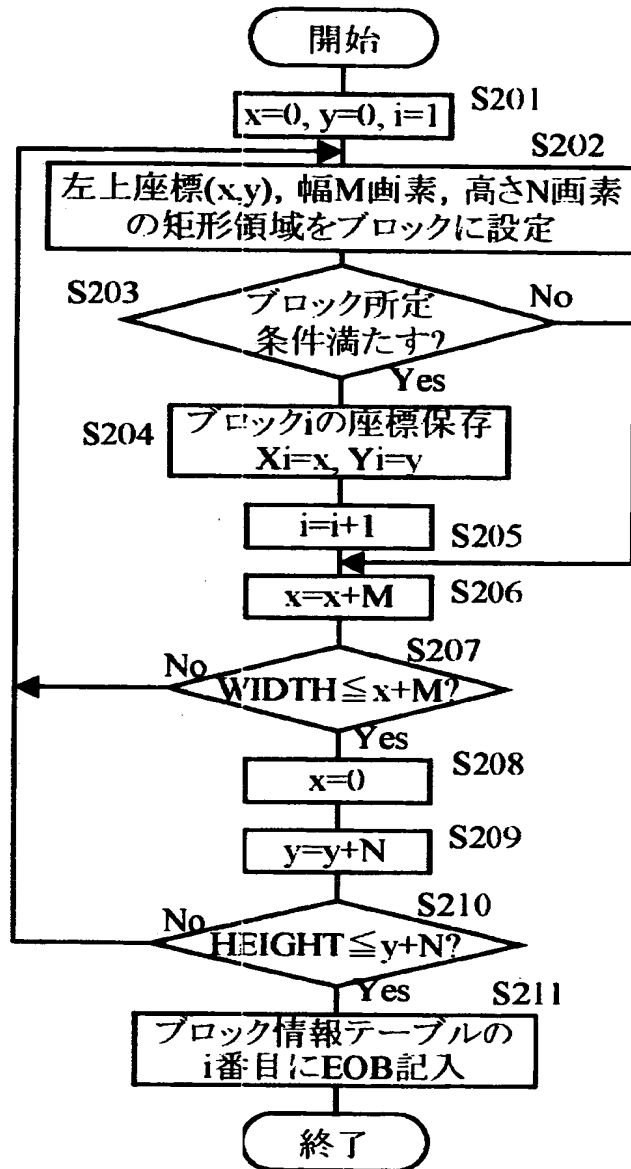 開始
x=0, y=0, i=1
S201
S202
左上座標(x,y), 幅M画素, 高さN画素
の矩形領域をブロックに設定
S203
ブロック所定
条件満たす?
No
Yes
S204
ブロックiの座標保存
Xi=x, Yi=y
i=i+1
S205
x=x+M
S206
S207
No
WIDTH≦x+M?
Yes
x=0
S208
y=y+N
S209
S210
No
HEIGHT≦y+N?
Yes
S211
ブロック情報テーブルの
i番目にEOB記入
終了